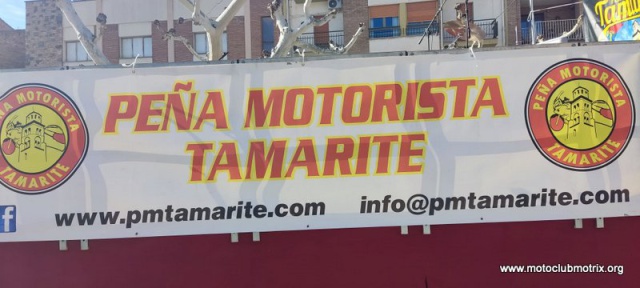 PEÑA MOTORISTA
TAMARITE
PEÑA MOTORISTA
TAMARITE
PEÑA MOTORISTA
TAMARITE
f
www.pmtamarite.com
info@pmtamarite.com
www.motoclubmotrix.org